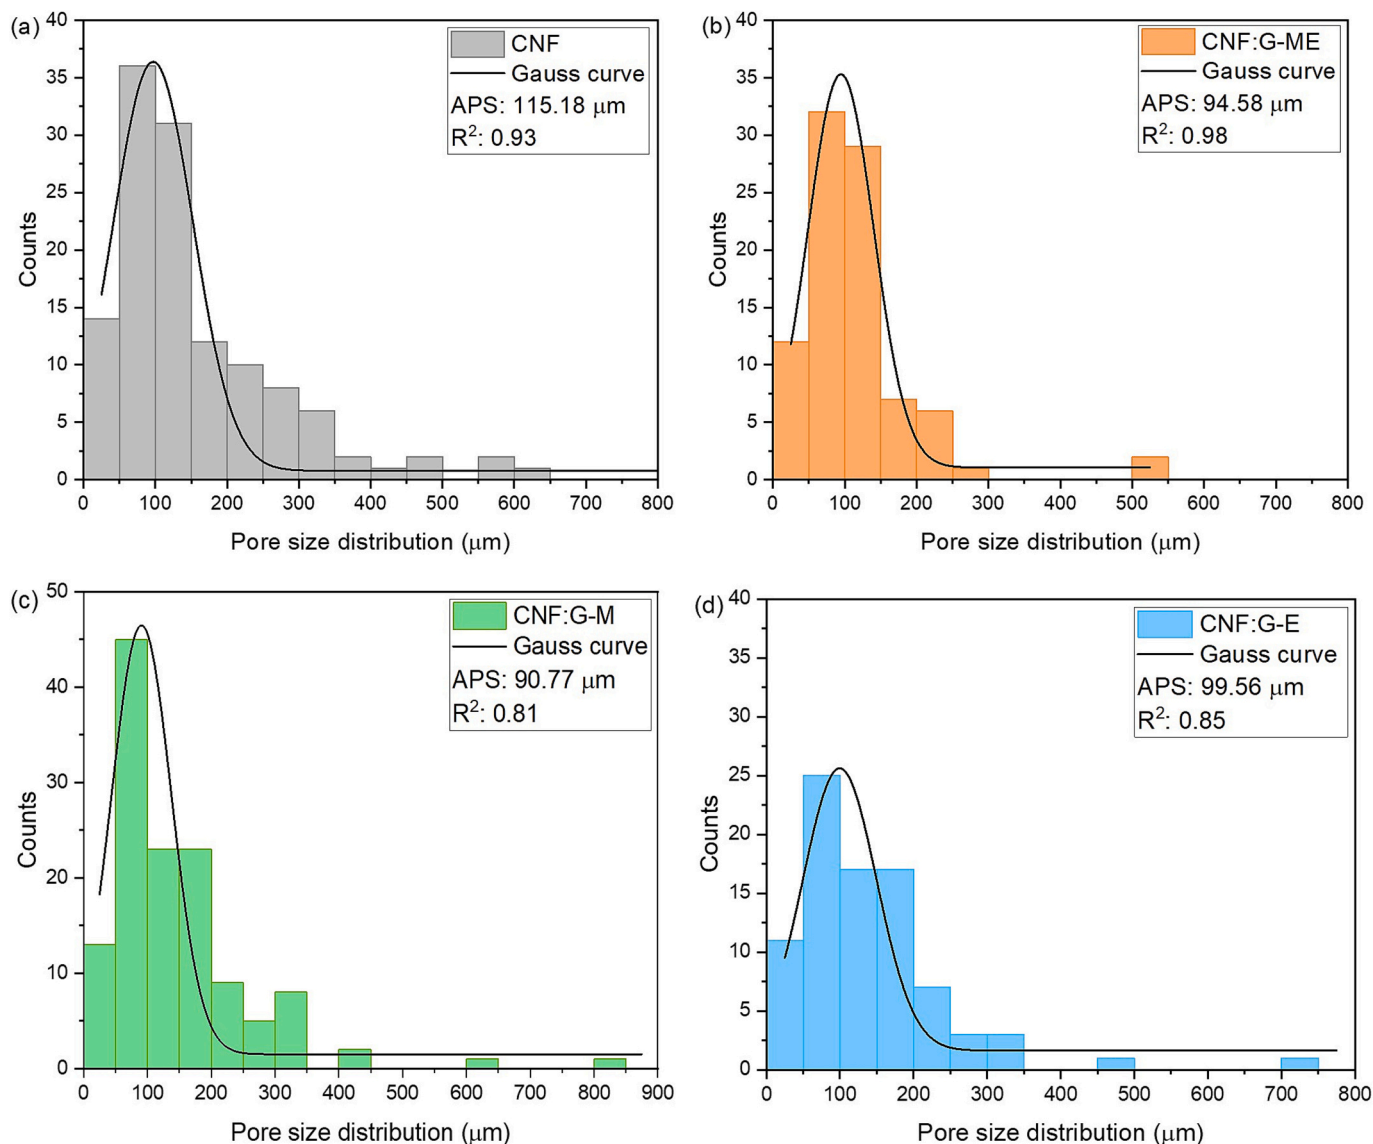 (a)
40
35
30
25
20
15
10
5
0
Counts
CNF
Gauss curve
APS: 115.18 μm
R²: 0.93
0 100 200 300 400 500 600 700 800
Pore size distribution (μm)
(b)
40
35
30
25
20
15
10
5
0
Counts
CNF:G-ME
Gauss curve
APS: 94.58 μm
R²: 0.98
0 100 200 300 400 500 600 700 800
Pore size distribution (μm)
(c)
50
40
30
20
10
0
Counts
CNF:G-M
Gauss curve
APS: 90.77 μm
R²: 0.81
0 100 200 300 400 500 600 700 800 900
Pore size distribution (μm)
(d)
40
35
30
25
20
15
10
5
0
Counts
CNF:G-E
Gauss curve
APS: 99.56 μm
R²: 0.85
0 100 200 300 400 500 600 700 800
Pore size distribution (μm)